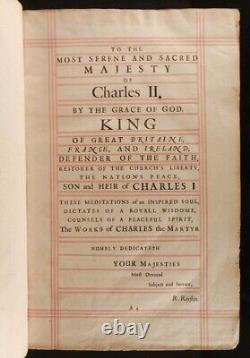 TO THE
MOST SERENE AND SACRED
MAJESTY
OF
Charles II,
BY THE GRACE OF GOD,
KING
OF GREAT BRITAINE,
FRANCE, AND IRELAND,
DEFENDER OF THE FAITH,
RESTORER OF THE CHURCH'S LIBERTY,
THE NATIONS PEACE,
SON and HEIR of CHARLES I
THESE MEDITATIONS of an INSPIRED SOUL,
DICTATES OF A ROYALL WISDOME,
COUNSELS OF A PEACEFUL SPIRIT,
The WORKS of CHARLES the MARTYR
HUMBLY DEDICATETH
YOUR MAJESTIES
Most Devoted
Subject and Servant,
R. Royston.
A 2
hur.co.uk